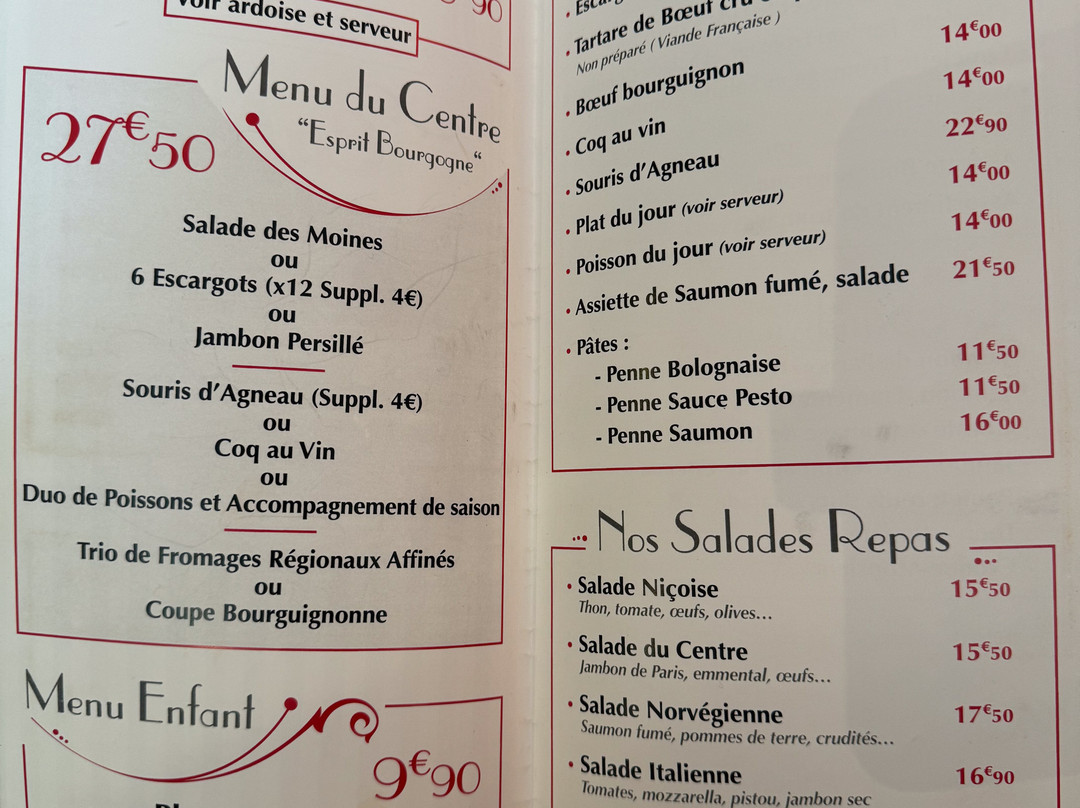 90
Voir ardoise et serveur
Menu du Centre
"Esprit Bourgogne"
27€50
Salade des Moines
ou
6 Escargots (x12 Suppl. 4€)
ou
Jambon Persillé
Souris d'Agneau (Suppl. 4€)
ou
Coq au Vin
ou
Duo de Poissons et Accompagnement de saison
Trio de Fromages Régionaux Affinés
ou
Coupe Bourguignonne
Menu Enfant
9€90
• Tartare de Bœuf cru
Non préparé ( Viande Française )
• Bœuf bourguignon 14€00
• Coq au vin 14€00
• Souris d'Agneau 22€90
• Plat du jour (voir serveur) 14€00
• Poisson du jour (voir serveur) 14€00
• Assiette de Saumon fumé, salade 21€50
• Pâtes :
- Penne Bolognaise 11€50
- Penne Sauce Pesto 11€50
- Penne Saumon 16€00
Nos Salades Repas
• Salade Niçoise 15€50
Thon, tomate, œufs, olives...
• Salade du Centre 15€50
Jambon de Paris, emmental, œufs...
• Salade Norvégienne 17€50
Saumon fumé, pommes de terre, crudités...
• Salade Italienne 16€90
Tomates, mozzarella, pistou, jambon sec